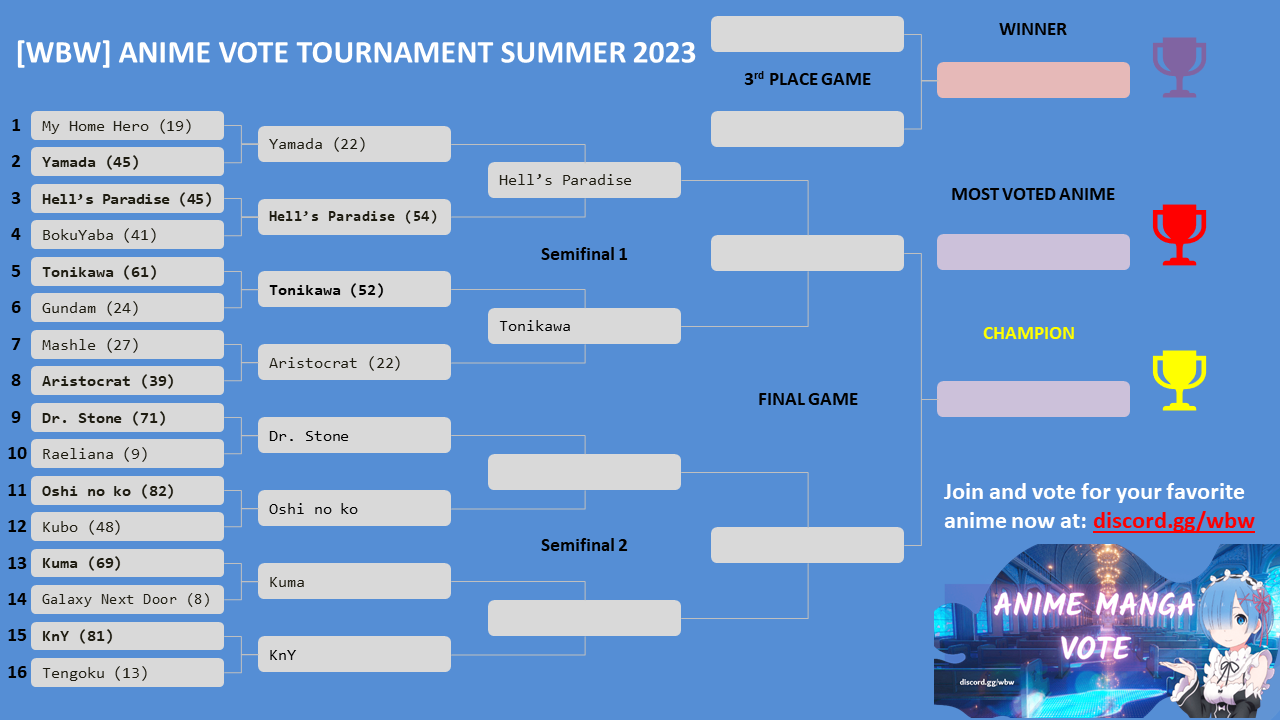 [WBW] ANIME VOTE TOURNAMENT SUMMER 2023
1 My Home Hero (19)
2 Yamada (45)
3 Hell’s Paradise (45)
4 BokuYaba (41)
5 Tonikawa (61)
6 Gundam (24)
7 Mashle (27)
8 Aristocrat (39)
9 Dr. Stone (71)
10 Raeliana (9)
11 Oshi no ko (82)
12 Kubo (48)
13 Kuma (69)
14 Galaxy Next Door (8)
15 KnY (81)
16 Tengoku (13)
Yamada (22)
Hell’s Paradise (54)
Tonikawa (52)
Aristocrat (22)
Dr. Stone
Oshi no ko
Kuma
KnY
Hell’s Paradise
Semifinal 1
Tonikawa
Semifinal 2
3rd PLACE GAME
FINAL GAME
WINNER
MOST VOTED ANIME
CHAMPION
Join and vote for your favorite
anime now at: discord.gg/wbw
ANIME MANGA
VOTE
discord.gg/wbw